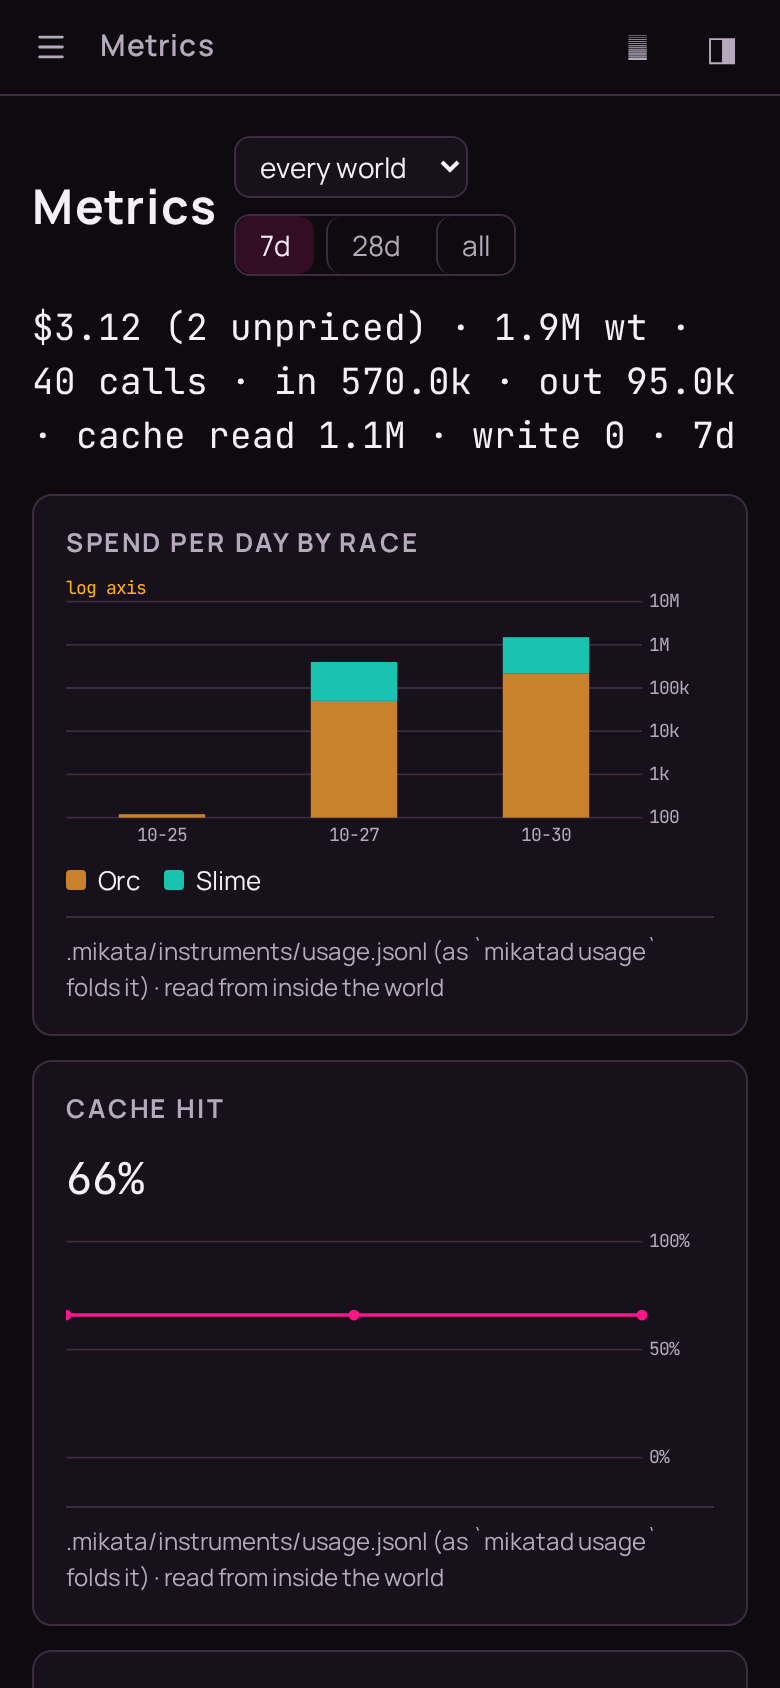 Metrics
Metrics
every world
7d
28d
all
$3.12 (2 unpriced) · 1.9M wt ·
40 calls · in 570.0k · out 95.0k
· cache read 1.1M · write 0 · 7d
SPEND PER DAY BY RACE
log axis
10M
1M
100k
10k
1k
100
10-25
10-27
10-30
Orc
Slime
.mikata/instruments/usage.jsonl (as `mikatad usage`
folds it) · read from inside the world
CACHE HIT
66%
100%
50%
0%
.mikata/instruments/usage.jsonl (as `mikatad usage`
folds it) · read from inside the world